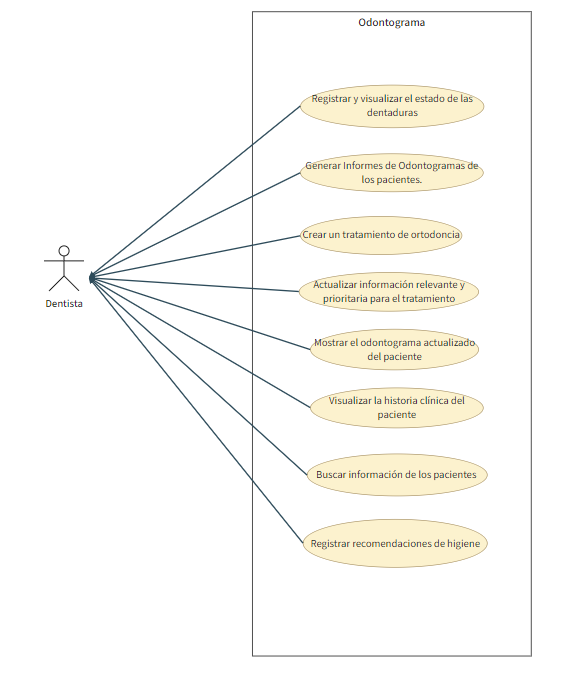 Odontograma
Registrar y visualizar el estado de las
dentaduras
Generar Informes de Odontogramas de
los pacientes.
Crear un tratamiento de ortodoncia
Actualizar información relevante y
prioritaria para el tratamiento
Mostrar el odontograma actualizado
del paciente
Visualizar la historia clínica del
paciente
Buscar información de los pacientes
Registrar recomendaciones de higiene
Dentista